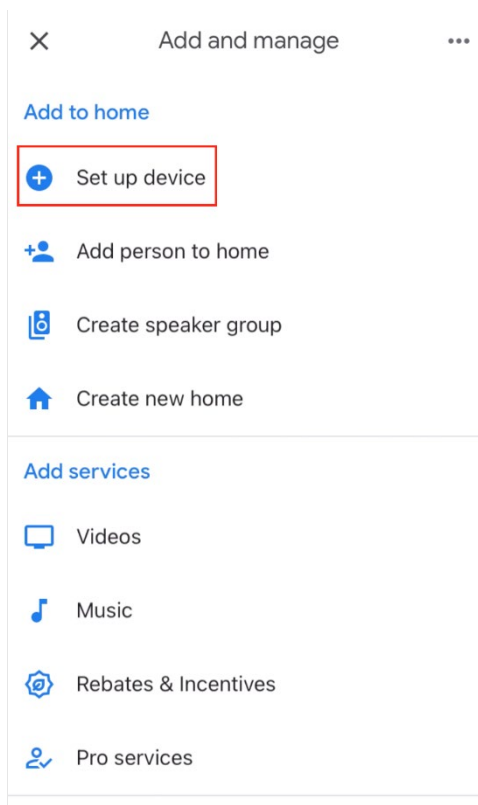 Add and manage
Add to home
Set up device
Add person to home
Create speaker group
Create new home
Add services
Videos
Music
Rebates & Incentives
Pro services